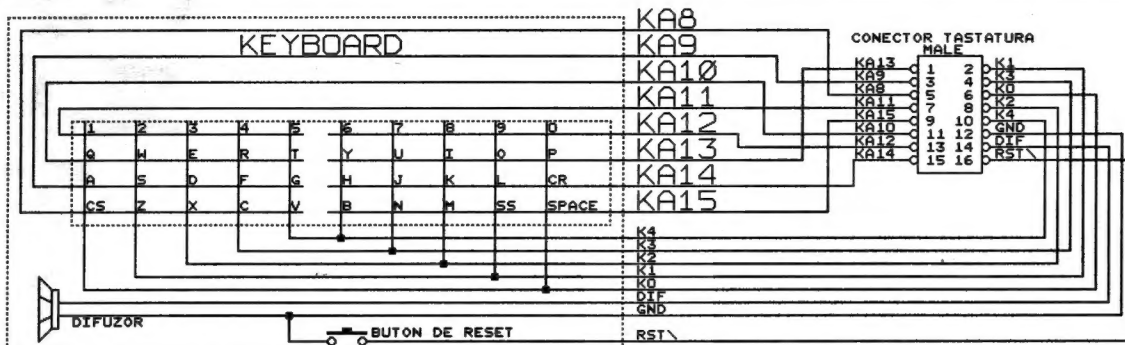 KEYBOARD
KA8
KA9
KA10
KA11
KA12
KA13
KA14
KA15
1 2 3 4 5 6 7 8 9 0
Q W E R T Y U I O P
A S D F G H J K L CR
CS Z X C V B N M SS SPACE
K4
K3
K2
K1
K0
DIF
GND
RST\
DIFUZOR
BUTON DE RESET
CONECTOR TASTATURA
MALE
KA13 1 2 K1
KA9 3 4 K3
KA8 5 6 K0
KA11 7 8 K2
KA15 9 10 K4
KA10 11 12 GND
KA12 13 14 DIF
KA14 15 16 RST\